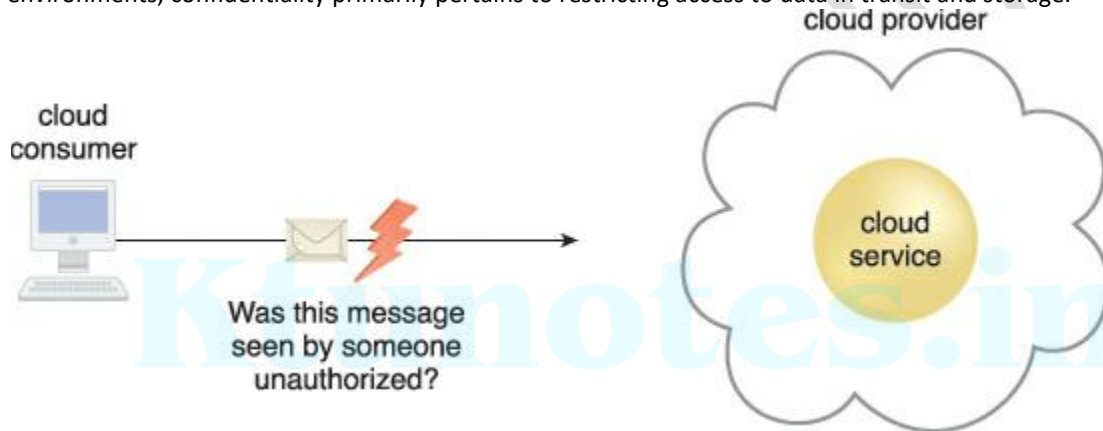 environments, confidentiality primarily pertains to restricting access to data in transit and storage.
cloud provider
cloud
consumer
cloud
service
Was this message
seen by someone
unauthorized?
Ktunotes.in